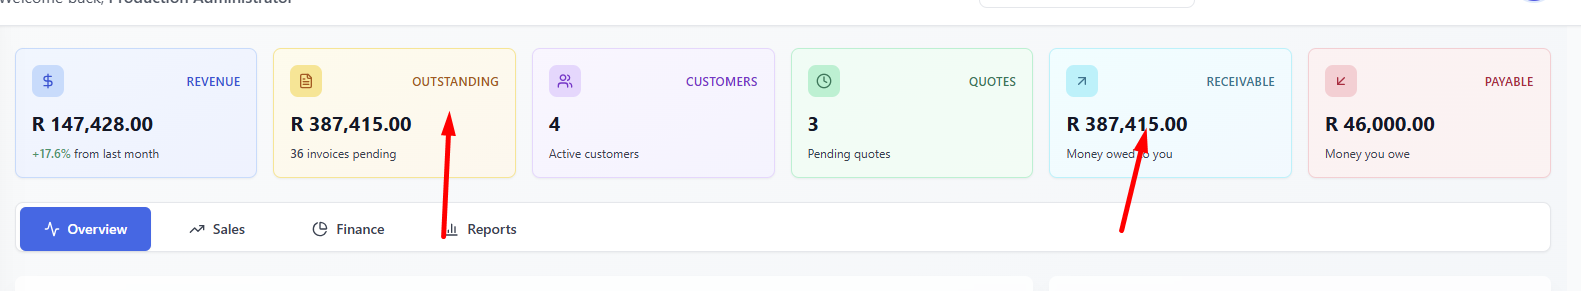 Welcome back, Production Administrator
REVENUE
R 147,428.00
+17.6% from last month
OUTSTANDING
R 387,415.00
36 invoices pending
CUSTOMERS
4
Active customers
QUOTES
3
Pending quotes
RECEIVABLE
R 387,415.00
Money owed to you
PAYABLE
R 46,000.00
Money you owe
Overview
Sales
Finance
Reports